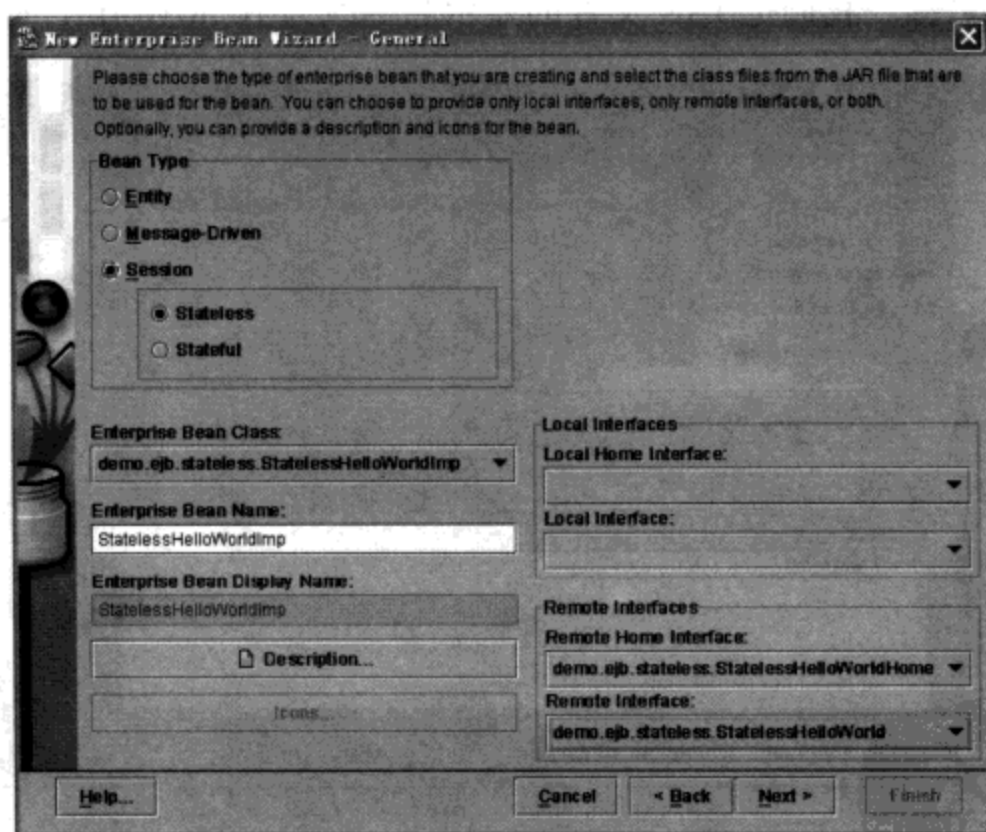 New Enterprise Bean Wizard - General
Please choose the type of enterprise bean that you are creating and select the class files from the JAR file that are
to be used for the bean. You can choose to provide only local interfaces, only remote interfaces, or both.
Optionally, you can provide a description and icons for the bean.
Bean Type
Entity
Message-Driven
Session
Stateless
Stateful
Enterprise Bean Class:
demo.ejb.stateless.StatelessHelloWorldImp
Enterprise Bean Name:
StatelessHelloWorldImp
Enterprise Bean Display Name:
StatelessHelloWorldImp
Description...
Icons...
Local Interfaces
Local Home Interface:
Local Interface:
Remote Interfaces
Remote Home Interface:
demo.ejb.stateless.StatelessHelloWorldHome
Remote Interface:
demo.ejb.stateless.StatelessHelloWorld
Help...
Cancel
< Back
Next >
Finish